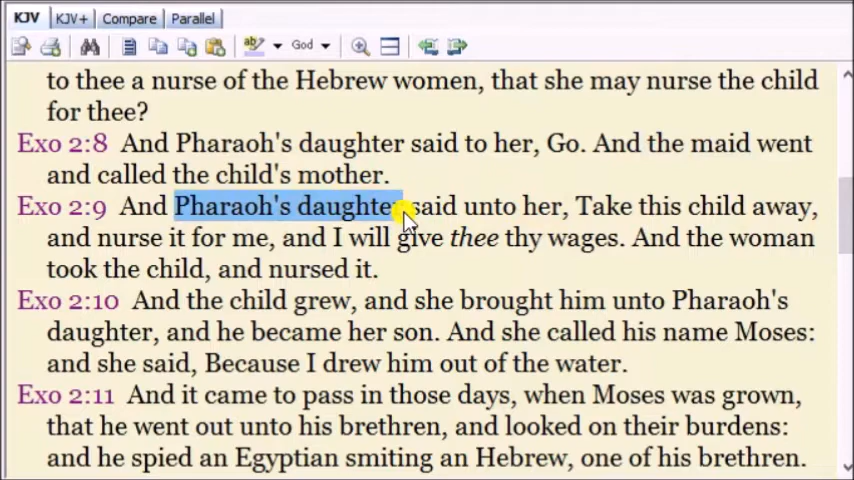 KJV KJV+ Compare Parallel
God
to thee a nurse of the Hebrew women, that she may nurse the child
for thee?
Exo 2:8 And Pharaoh's daughter said to her, Go. And the maid went
and called the child's mother.
Exo 2:9 And Pharaoh's daughter said unto her, Take this child away,
and nurse it for me, and I will give thee thy wages. And the woman
took the child, and nursed it.
Exo 2:10 And the child grew, and she brought him unto Pharaoh's
daughter, and he became her son. And she called his name Moses:
and she said, Because I drew him out of the water.
Exo 2:11 And it came to pass in those days, when Moses was grown,
that he went out unto his brethren, and looked on their burdens:
and he spied an Egyptian smiting an Hebrew, one of his brethren.